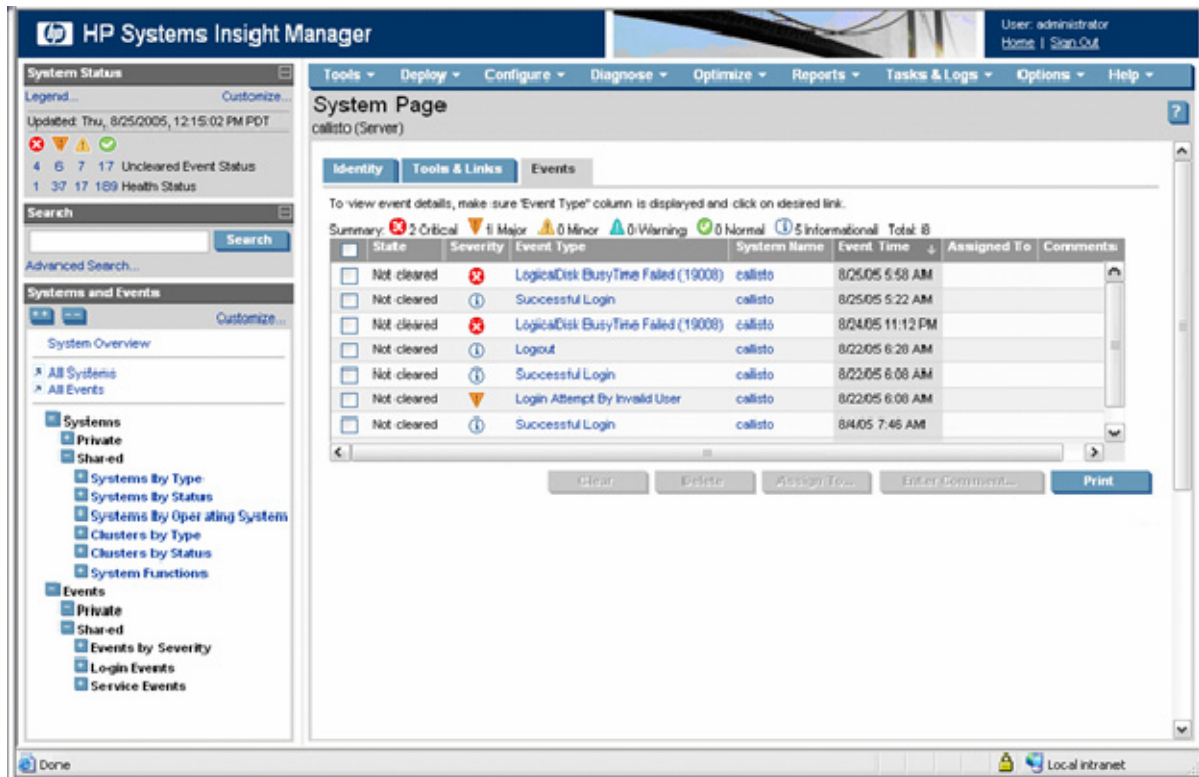 HP Systems Insight Manager
User: administrator
Home | Sign Out
System Status
Legend... Customize...
Updated: Thu, 8/25/2005, 12:15:02 PM PDT
4 6 7 17 Uncleared Event Status
1 37 17 189 Health Status
Search
Search
Advanced Search...
Systems and Events
Customize...
System Overview
All Systems
All Events
Systems
Private
Shared
Systems by Type
Systems by Status
Systems by Operating System
Clusters by Type
Clusters by Status
System Functions
Events
Private
Shared
Events by Severity
Login Events
Service Events
Tools Deploy Configure Diagnose Optimize Reports Tasks & Logs Options Help
System Page
?
callisto (Server)
Identity Tools & Links Events
To view event details, make sure "Event Type" column is displayed and click on desired link.
Summary: 2 Critical 1 Major 0 Minor 0 Warning 0 Normal 5 Informational Total: 8
State Severity Event Type System Name Event Time Assigned To Comments
Not cleared LogicalDisk BusyTime Failed (19008) callisto 8/25/05 5:58 AM
Not cleared Successful Login callisto 8/25/05 5:22 AM
Not cleared LogicalDisk BusyTime Failed (19008) callisto 8/24/05 11:12 PM
Not cleared Logout callisto 8/22/05 6:28 AM
Not cleared Successful Login callisto 8/22/05 6:08 AM
Not cleared Login Attempt By Invalid User callisto 8/22/05 6:08 AM
Not cleared Successful Login callisto 8/4/05 7:46 AM
Clear Delete Assign To... Enter Comment... Print
Done Local intranet